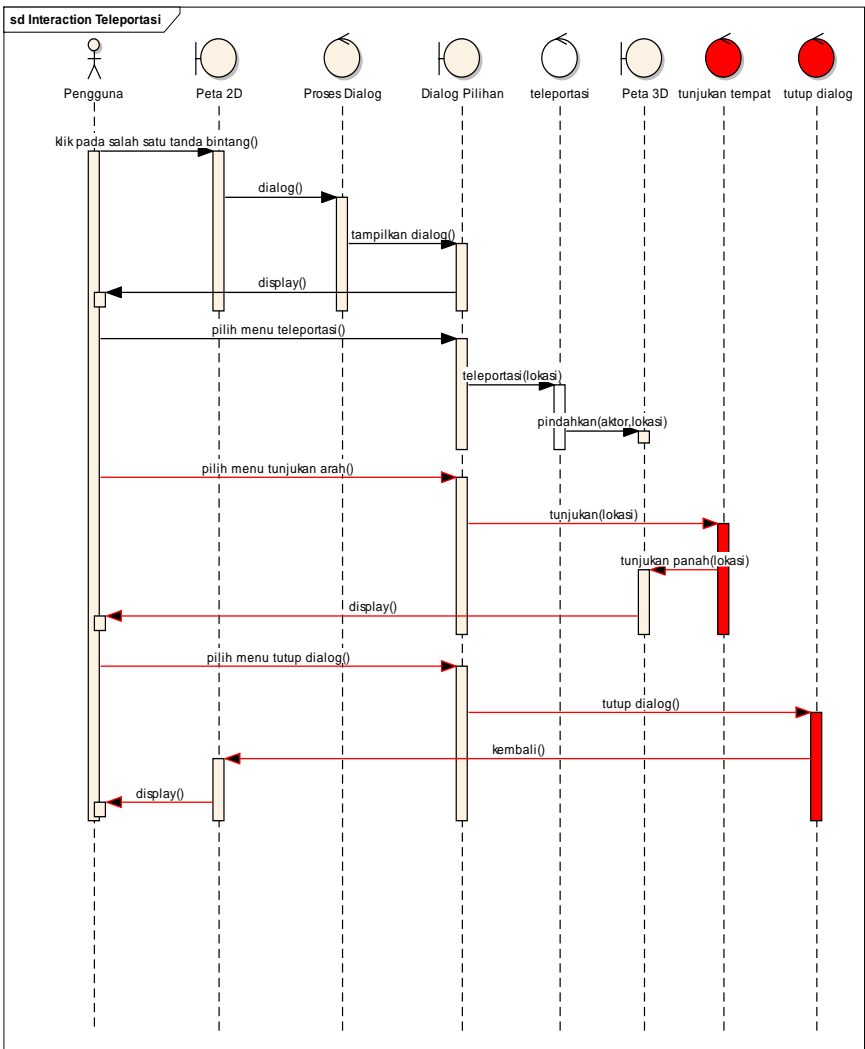 sd Interaction Teleportasi
Pengguna
Peta 2D
Proses Dialog
Dialog Pilihan
teleportasi
Peta 3D
tunjukan tempat
tutup dialog
klik pada salah satu tanda bintang()
dialog()
tampilkan dialog()
display()
pilih menu teleportasi()
teleportasi(lokasi)
pindahkan(aktor,lokasi)
pilih menu tunjukan arah()
tunjukan(lokasi)
tunjukan panah(lokasi)
display()
pilih menu tutup dialog()
tutup dialog()
kembali()
display()